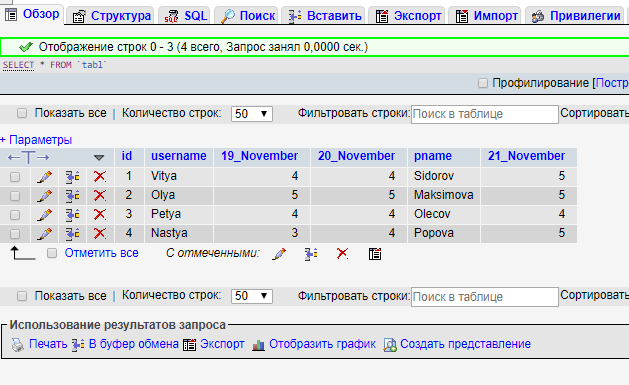 Обзор Структура SQL Поиск Вставить Экспорт Импорт Привилегии
Отображение строк 0 - 3 (4 всего, Запрос занял 0,0000 сек.)
SELECT * FROM `tabl`
Профилирование [Постр
Показать все | Количество строк: 50 Фильтровать строки: Поиск в таблице Сортировать
+ Параметры
id username 19_November 20_November pname 21_November
1 Vitya 4 4 Sidorov 5
2 Olya 5 5 Maksimova 5
3 Petya 4 4 Olecov 4
4 Nastya 3 4 Popova 5
Отметить все С отмеченными:
Показать все | Количество строк: 50 Фильтровать строки: Поиск в таблице Сортировать
Использование результатов запроса
Печать В буфер обмена Экспорт Отобразить график Создать представление